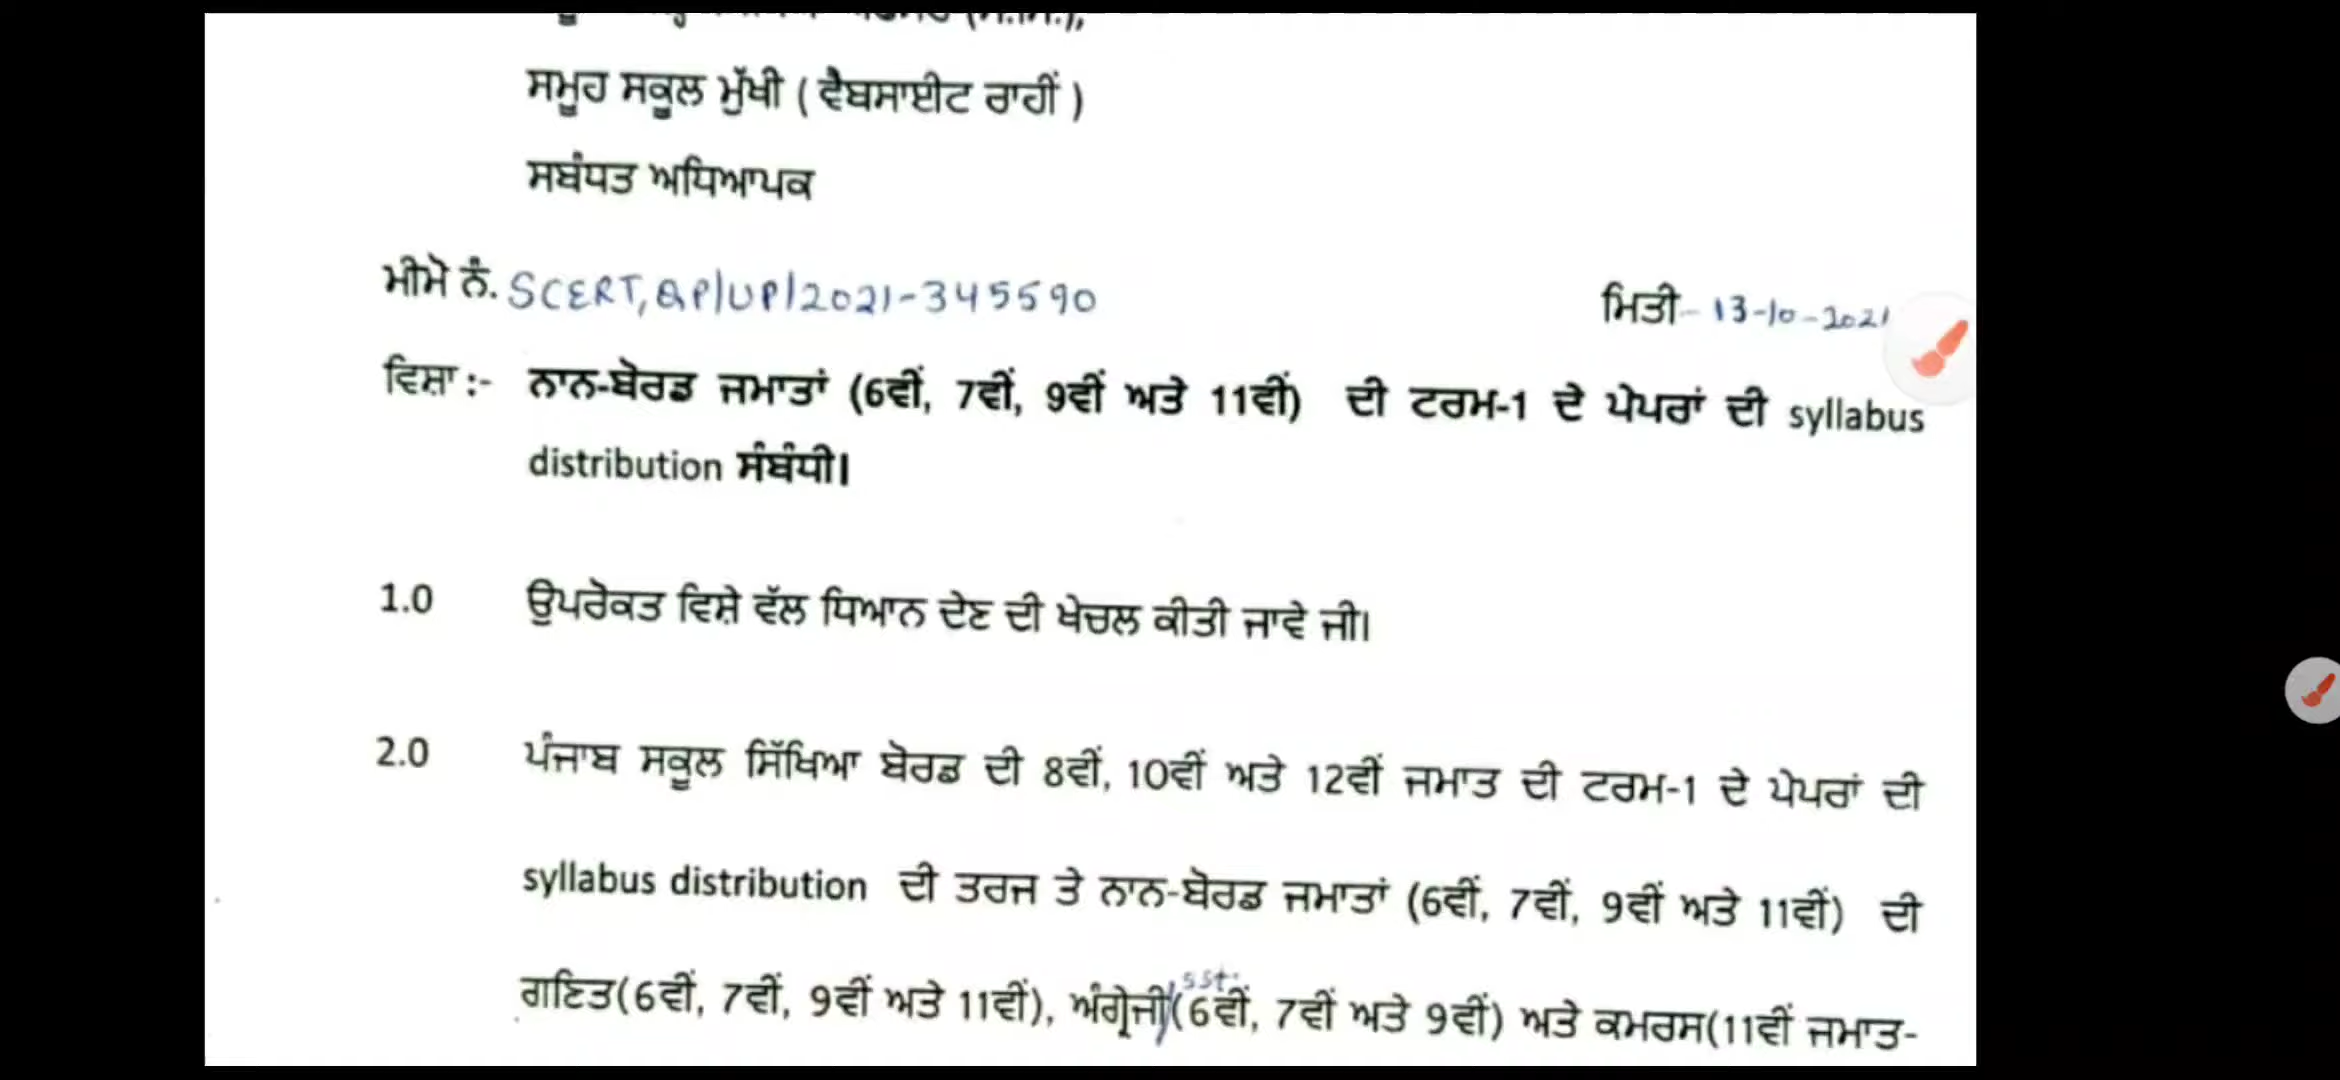 ਸਮੂਹ ਸਕੂਲ ਮੁੱਖੀ ( ਵੈਬਸਾਈਟ ਰਾਹੀਂ )
ਸਬੰਧਤ ਅਧਿਆਪਕ
ਮੀਮੋ ਨੰ. SCERT, QP/UP/2021-345590 ਮਿਤੀ- 13-10-2021
ਵਿਸ਼ਾ :- ਨਾਨ-ਬੋਰਡ ਜਮਾਤਾਂ (6ਵੀਂ, 7ਵੀਂ, 9ਵੀਂ ਅਤੇ 11ਵੀਂ) ਦੀ ਟਰਮ-1 ਦੇ ਪੇਪਰਾਂ ਦੀ syllabus
distribution ਸੰਬੰਧੀ।
1.0 ਉਪਰੋਕਤ ਵਿਸ਼ੇ ਵੱਲ ਧਿਆਨ ਦੇਣ ਦੀ ਖੇਚਲ ਕੀਤੀ ਜਾਵੇ ਜੀ।
2.0 ਪੰਜਾਬ ਸਕੂਲ ਸਿੱਖਿਆ ਬੋਰਡ ਦੀ 8ਵੀਂ, 10ਵੀਂ ਅਤੇ 12ਵੀਂ ਜਮਾਤ ਦੀ ਟਰਮ-1 ਦੇ ਪੇਪਰਾਂ ਦੀ
syllabus distribution ਦੀ ਤਰਜ ਤੇ ਨਾਨ-ਬੋਰਡ ਜਮਾਤਾਂ (6ਵੀਂ, 7ਵੀਂ, 9ਵੀਂ ਅਤੇ 11ਵੀਂ) ਦੀ
ਗਣਿਤ(6ਵੀਂ, 7ਵੀਂ, 9ਵੀਂ ਅਤੇ 11ਵੀਂ), ਅੰਗ੍ਰੇਜੀ/sst.(6ਵੀਂ, 7ਵੀਂ ਅਤੇ 9ਵੀਂ) ਅਤੇ ਕਮਰਸ(11ਵੀਂ ਜਮਾਤ-